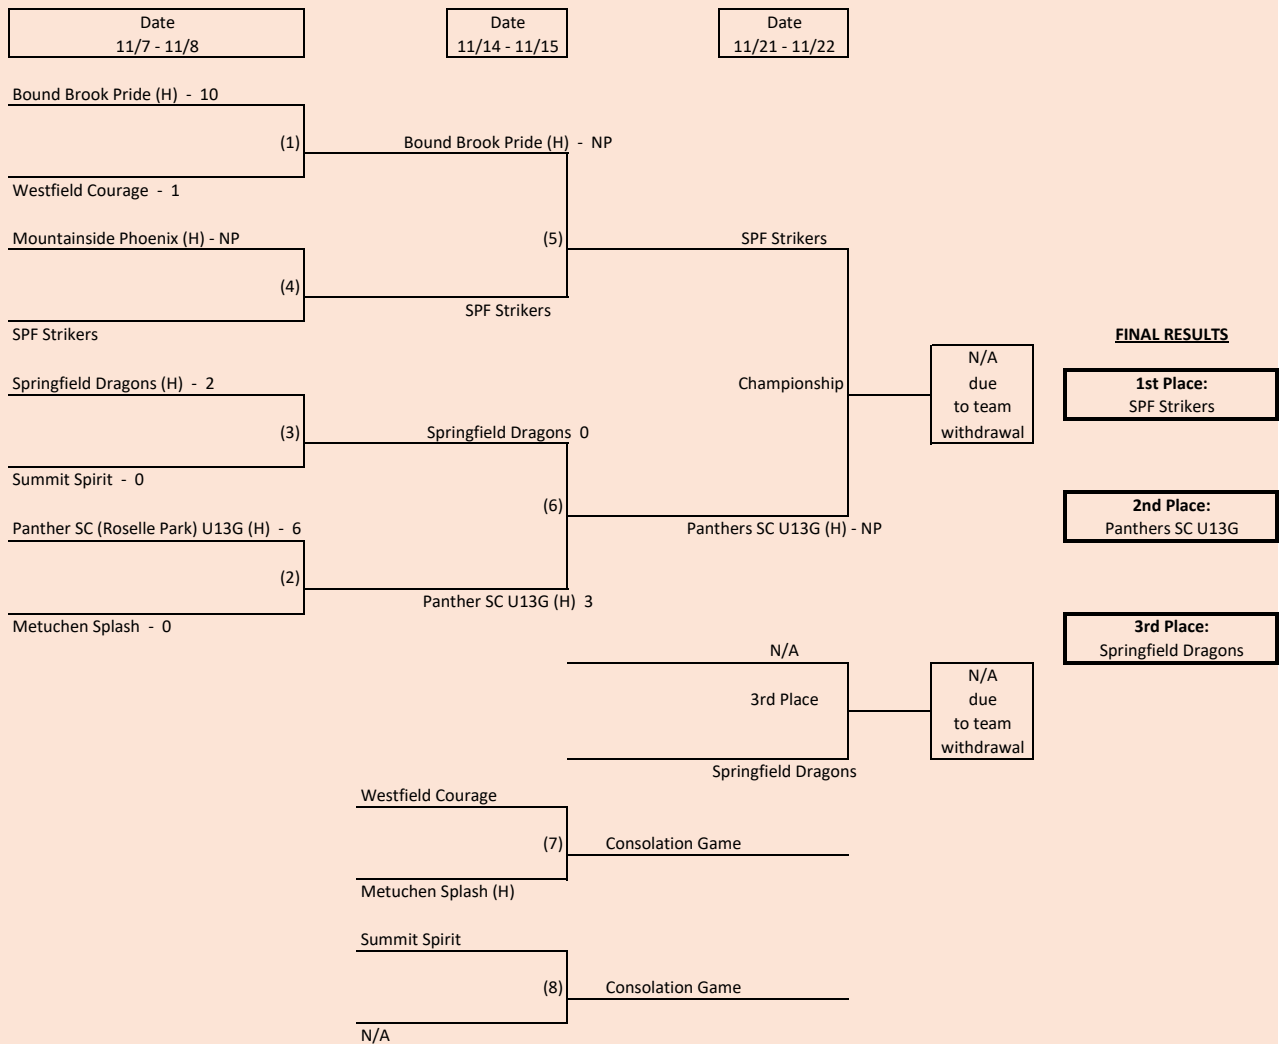 Date
11/7 - 11/8
Date
11/14 - 11/15
Date
11/21 - 11/22
Bound Brook Pride (H)  -  10
(1)
Bound Brook Pride (H)  -  NP
Westfield Courage  -  1
Mountainside Phoenix (H) - NP
(5)
SPF Strikers
(4)
SPF Strikers
SPF Strikers
FINAL RESULTS
N/A
due
to team
withdrawal
Springfield Dragons (H)  -  2
Championship
1st Place:
SPF Strikers
(3)
Springfield Dragons  0
Summit Spirit  -  0
(6)
2nd Place:
Panthers SC U13G
Panther SC (Roselle Park) U13G (H)  -  6
Panthers SC U13G (H) - NP
(2)
Panther SC U13G (H)  3
Metuchen Splash  -  0
3rd Place:
Springfield Dragons
N/A
3rd Place
N/A
due
to team
withdrawal
Springfield Dragons
Westfield Courage
(7)
Consolation Game
Metuchen Splash (H)
Summit Spirit
(8)
Consolation Game
N/A